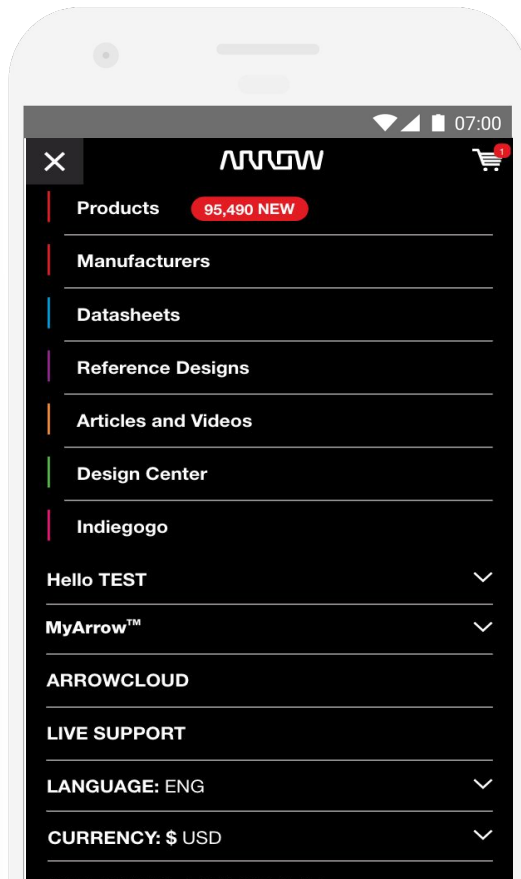 07:00
ARROW
1
Products 95,490 NEW
Manufacturers
Datasheets
Reference Designs
Articles and Videos
Design Center
Indiegogo
Hello TEST
MyArrow™
ARROWCLOUD
LIVE SUPPORT
LANGUAGE: ENG
CURRENCY: $ USD